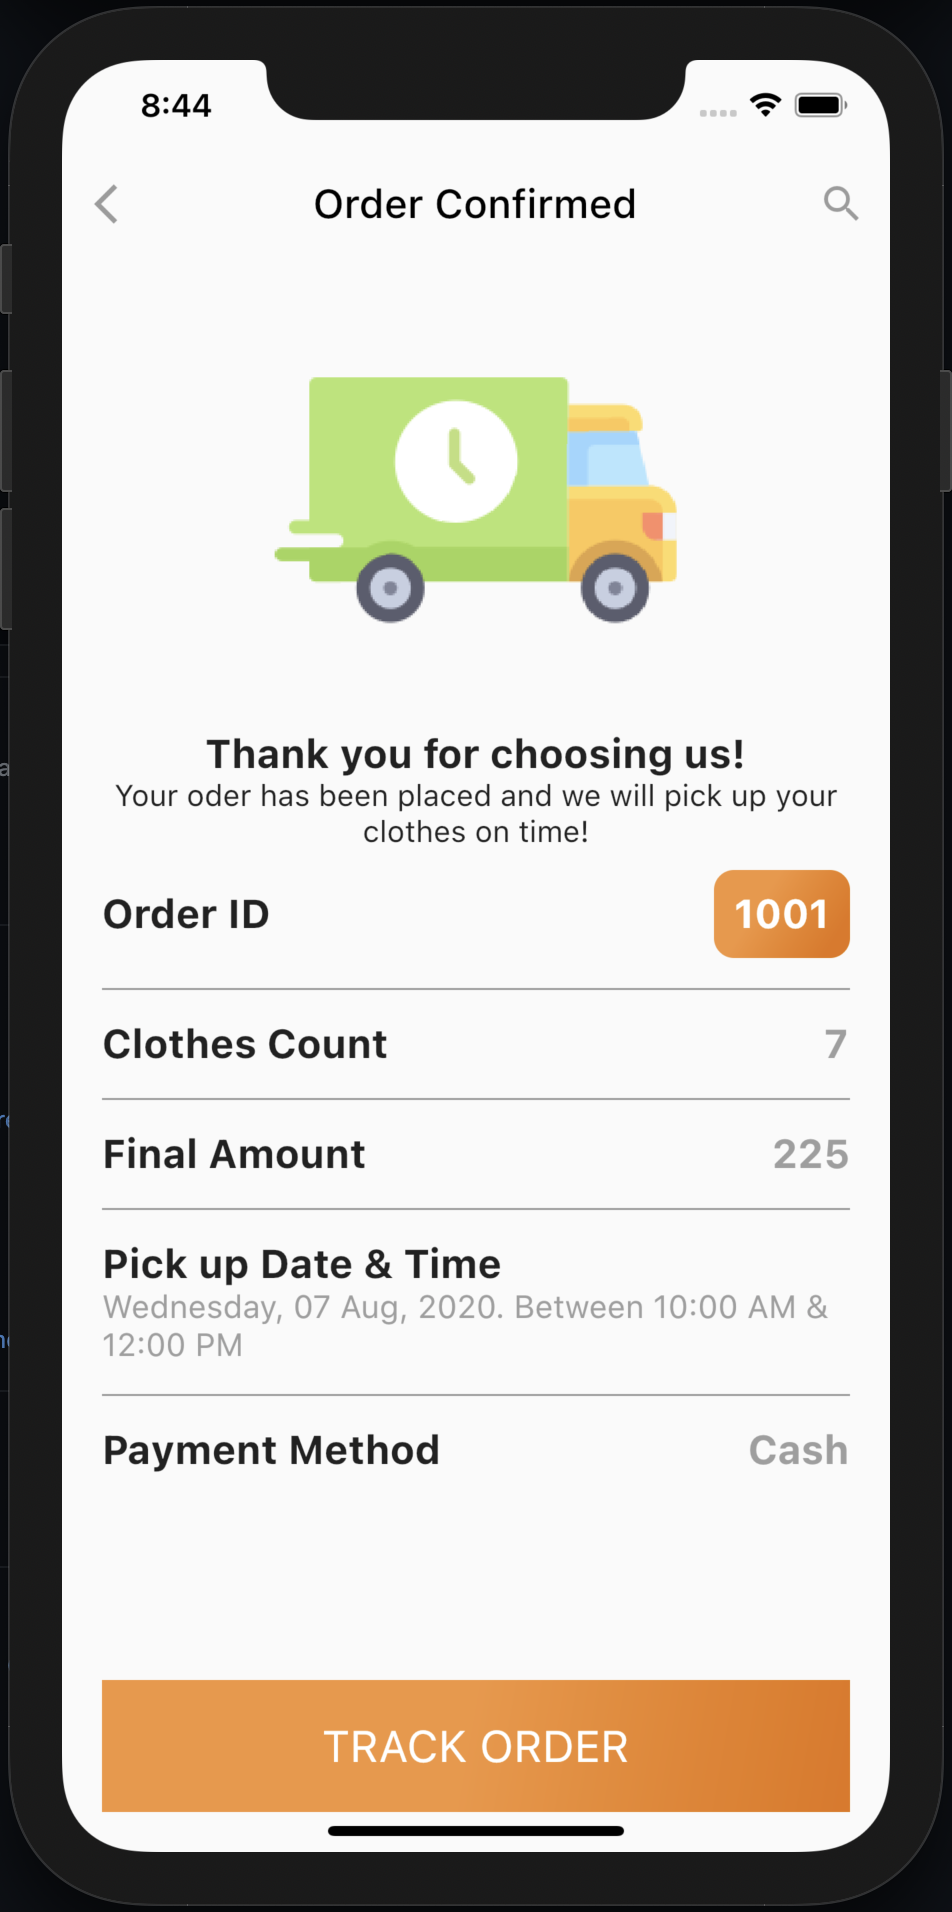 8:44
Order Confirmed
Thank you for choosing us!
Your oder has been placed and we will pick up your
clothes on time!
Order ID
1001
Clothes Count
7
Final Amount
225
Pick up Date & Time
Wednesday, 07 Aug, 2020. Between 10:00 AM &
12:00 PM
Payment Method
Cash
TRACK ORDER